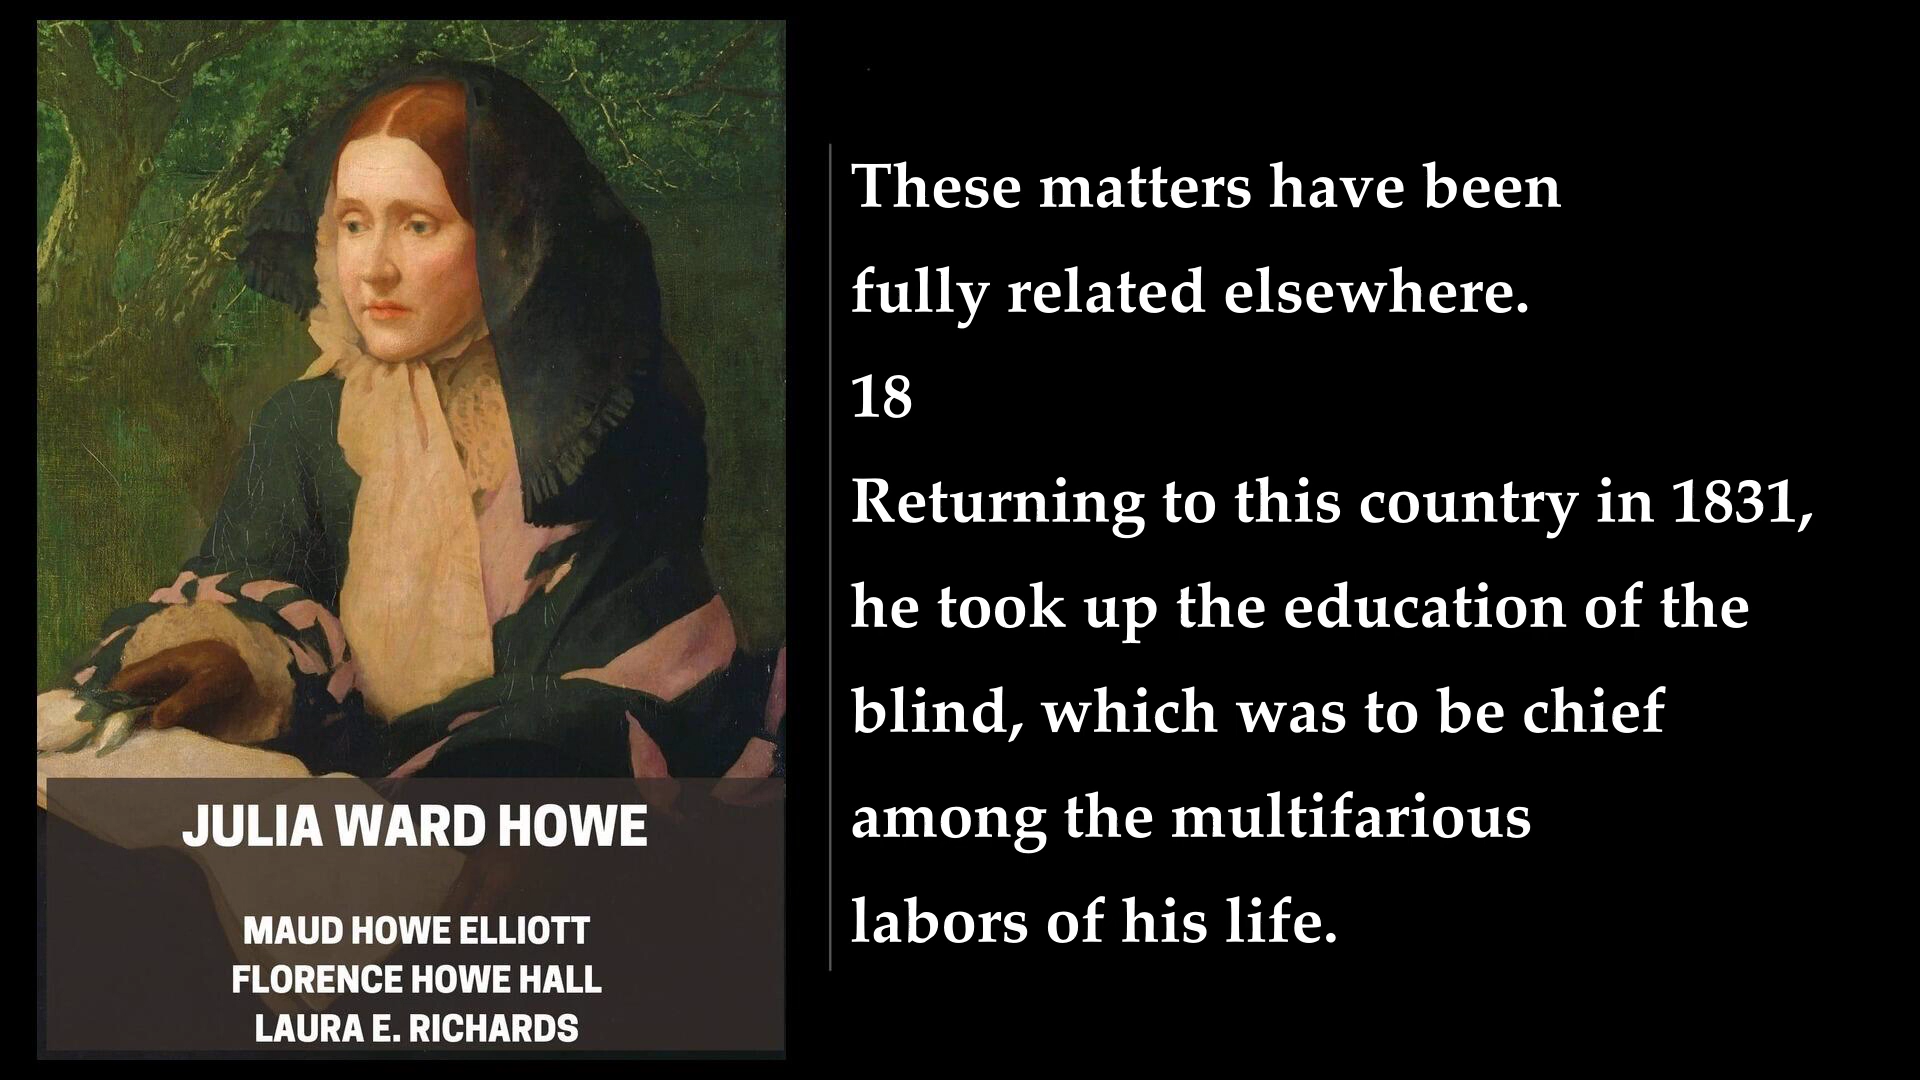 JULIA WARD HOWE
MAUD HOWE ELLIOTT
FLORENCE HOWE HALL
LAURA E. RICHARDS
These matters have been
fully related elsewhere.
18
Returning to this country in 1831,
he took up the education of the
blind, which was to be chief
among the multifarious
labors of his life.